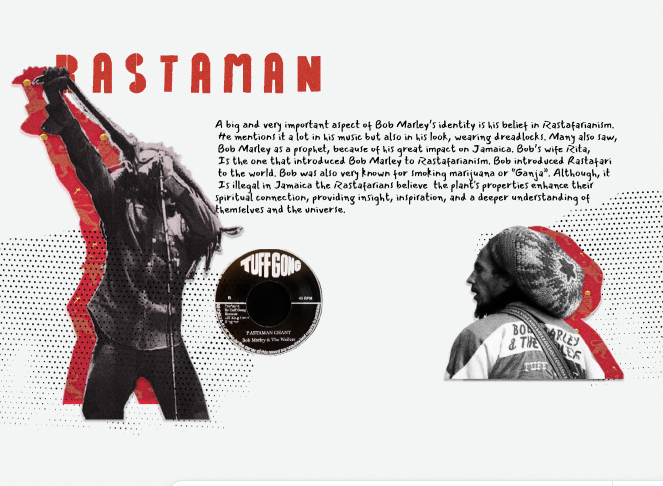 RASTAMAN
A big and very important aspect of Bob Marley's identity is his belief in Rastafarianism.
He mentions it a lot in his music but also in his look, wearing dreadlocks. Many also saw,
Bob Marley as a prophet, because of his great impact on Jamaica. Bob's wife Rita,
Is the one that introduced Bob Marley to Rastafarianism. Bob introduced Rastafari
to the world. Bob was also very known for smoking marijuana or "Ganja". Although, it
Is illegal in Jamaica the Rastafarians believe the plant's properties enhance their
spiritual connection, providing insight, inspiration, and a deeper understanding of
themselves and the universe.
TUFF GONG
45 RPM
RASTAMAN CHANT
Bob Marley & The Wailers
BOB MARLEY
& THE
TUFF